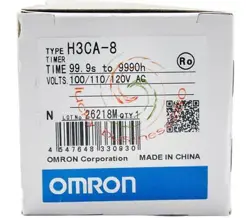 TYPE H3CA-8
TIMER
TIME 99.9s to 9990h
VOLTS 100/110/120V AC
Ro
N LOT No. 26218M QTY.1
4 547648 330930
OMRON Corporation MADE IN CHINA
OMRON